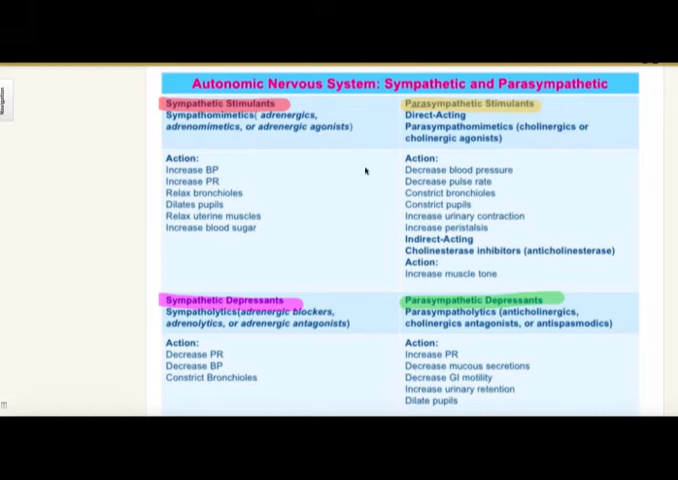 Navigation
Autonomic Nervous System: Sympathetic and Parasympathetic
Sympathetic Stimulants
Sympathomimetics( adrenergics,
adrenomimetics, or adrenergic agonists)
Parasympathetic Stimulants
Direct-Acting
Parasympathomimetics (cholinergics or
cholinergic agonists)
Action:
Increase BP
Increase PR
Relax bronchioles
Dilates pupils
Relax uterine muscles
Increase blood sugar
Action:
Decrease blood pressure
Decrease pulse rate
Constrict bronchioles
Constrict pupils
Increase urinary contraction
Increase peristalsis
Indirect-Acting
Cholinesterase inhibitors (anticholinesterase)
Action:
Increase muscle tone
Sympathetic Depressants
Sympatholytics(adrenergic blockers,
adrenolytics, or adrenergic antagonists)
Parasympathetic Depressants
Parasympatholytics (anticholinergics,
cholinergics antagonists, or antispasmodics)
Action:
Decrease PR
Decrease BP
Constrict Bronchioles
Action:
Increase PR
Decrease mucous secretions
Decrease GI motility
Increase urinary retention
Dilate pupils